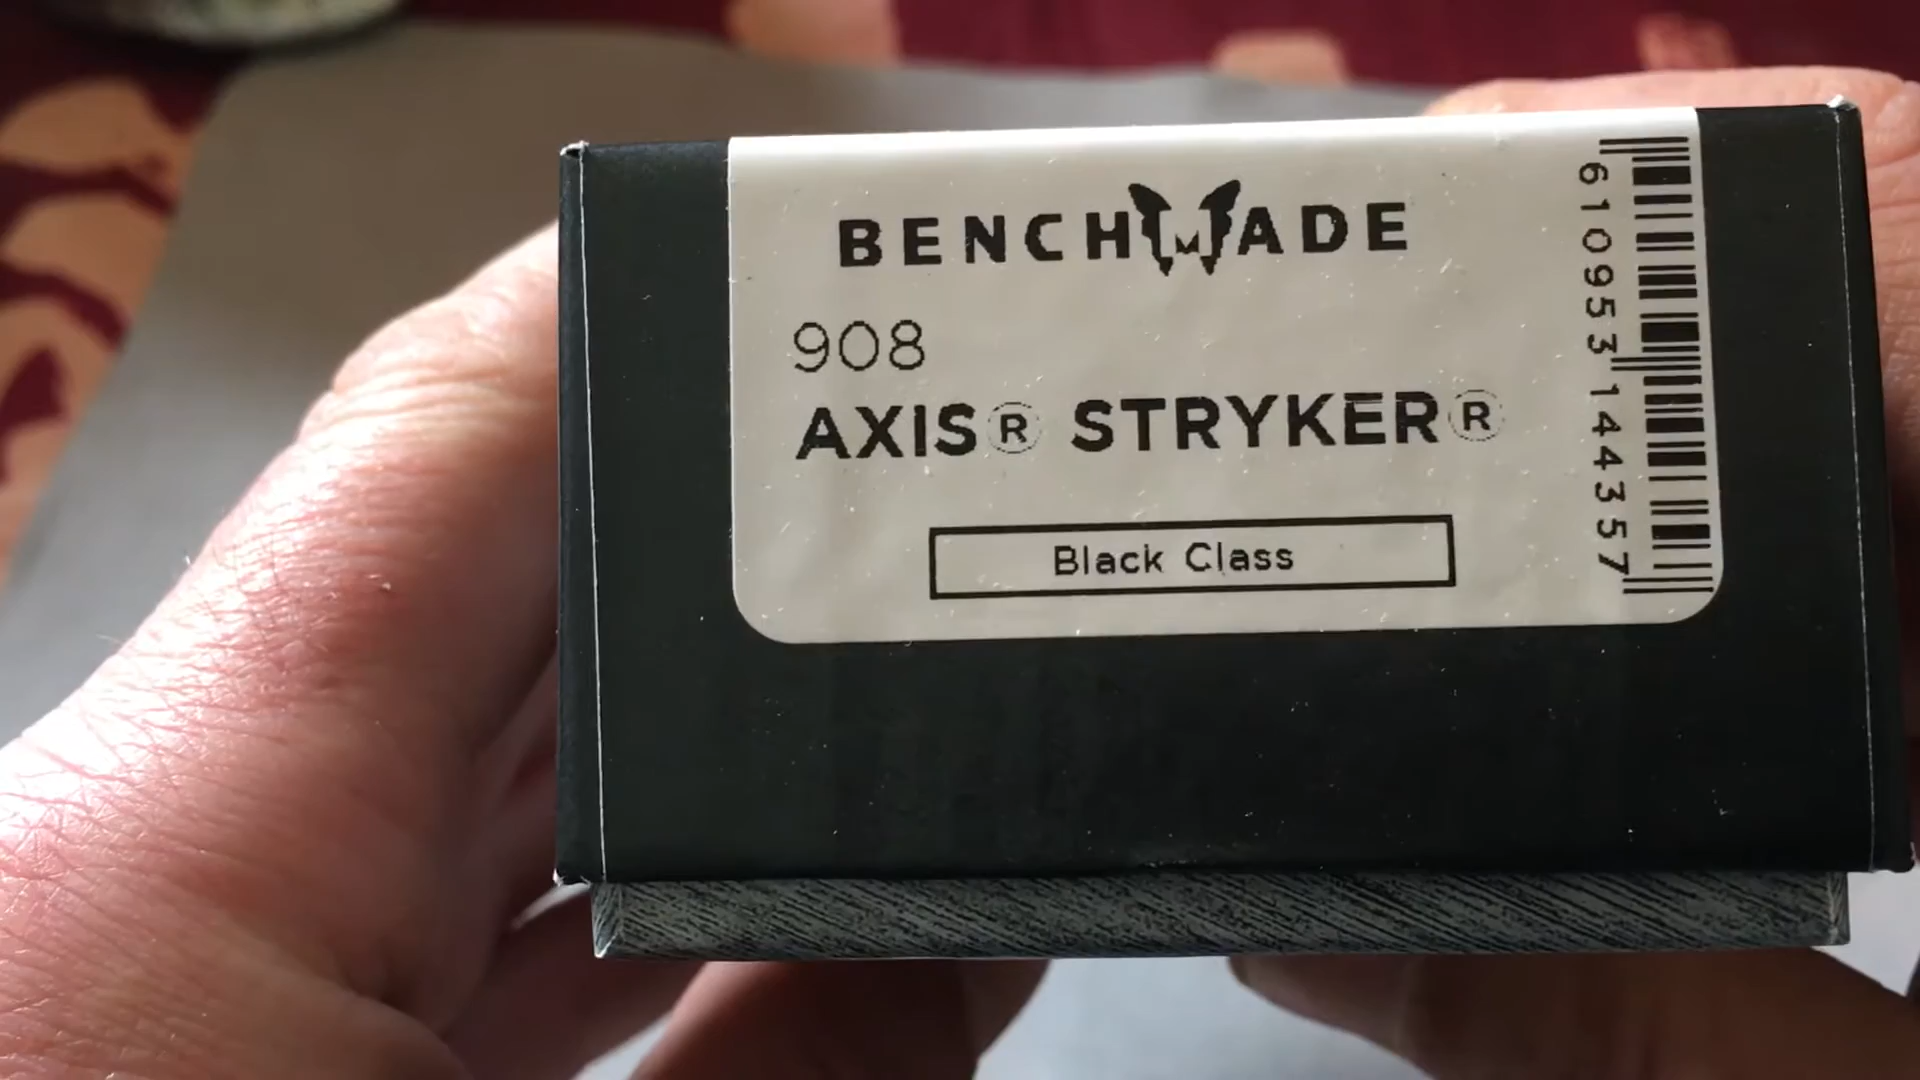 BENCHMADE
908
AXIS® STRYKER®
Black Class
610953144357